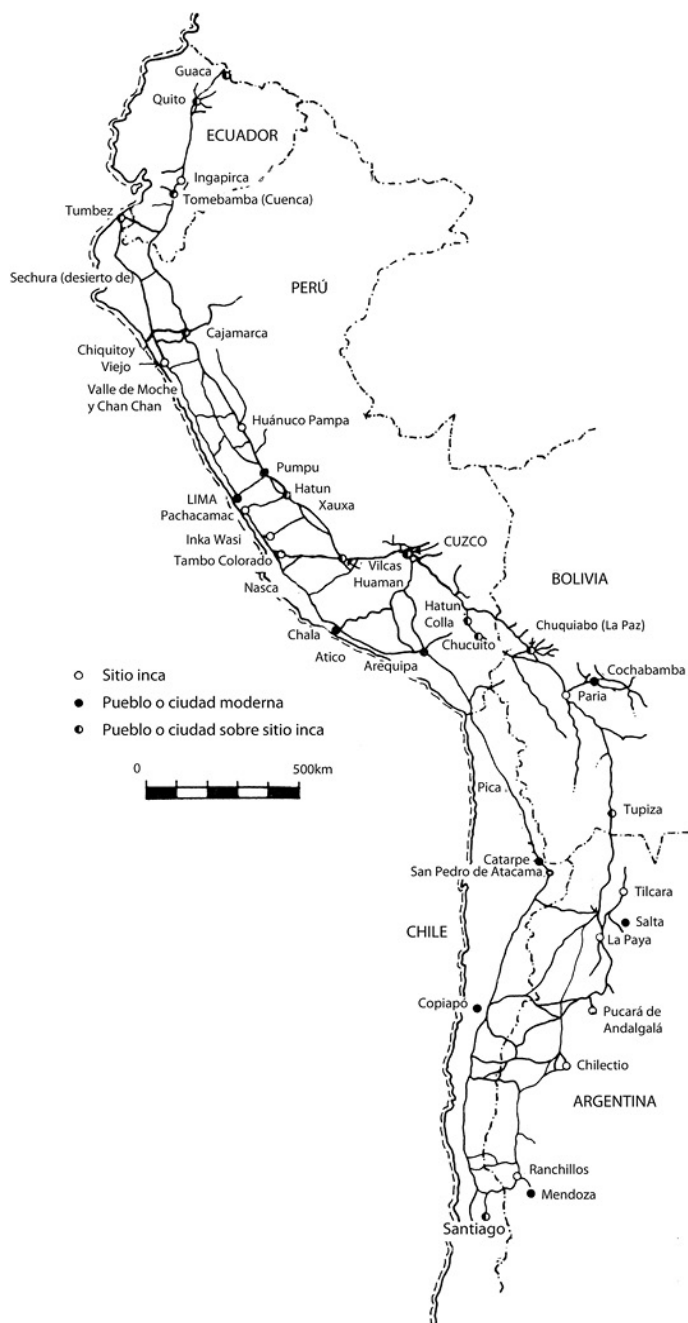 Guaca
Quito
ECUADOR
Ingapirca
Tomebamba (Cuenca)
Tumbez
Sechura (desierto de)
PERÚ
Cajamarca
Chiquitoy
Viejo
Valle de Moche
y Chan Chan
Huánuco Pampa
Pumpu
Hatun
Xauxa
LIMA
Pachacamac
Inka Wasi
Tambo Colorado
Vilcas
Huaman
CUZCO
Nasca
BOLIVIA
Hatun
Colla
Chucuito
Chuquiabo (La Paz)
Chala
Atico
Arequipa
Cochabamba
Paria
Sitio inca
Pueblo o ciudad moderna
Pueblo o ciudad sobre sitio inca
0 500km
Pica
Tupiza
Catarpe
San Pedro de Atacama
Tilcara
Salta
CHILE
La Paya
Copiapó
Pucará de
Andalgalá
Chilectio
ARGENTINA
Ranchillos
Mendoza
Santiago